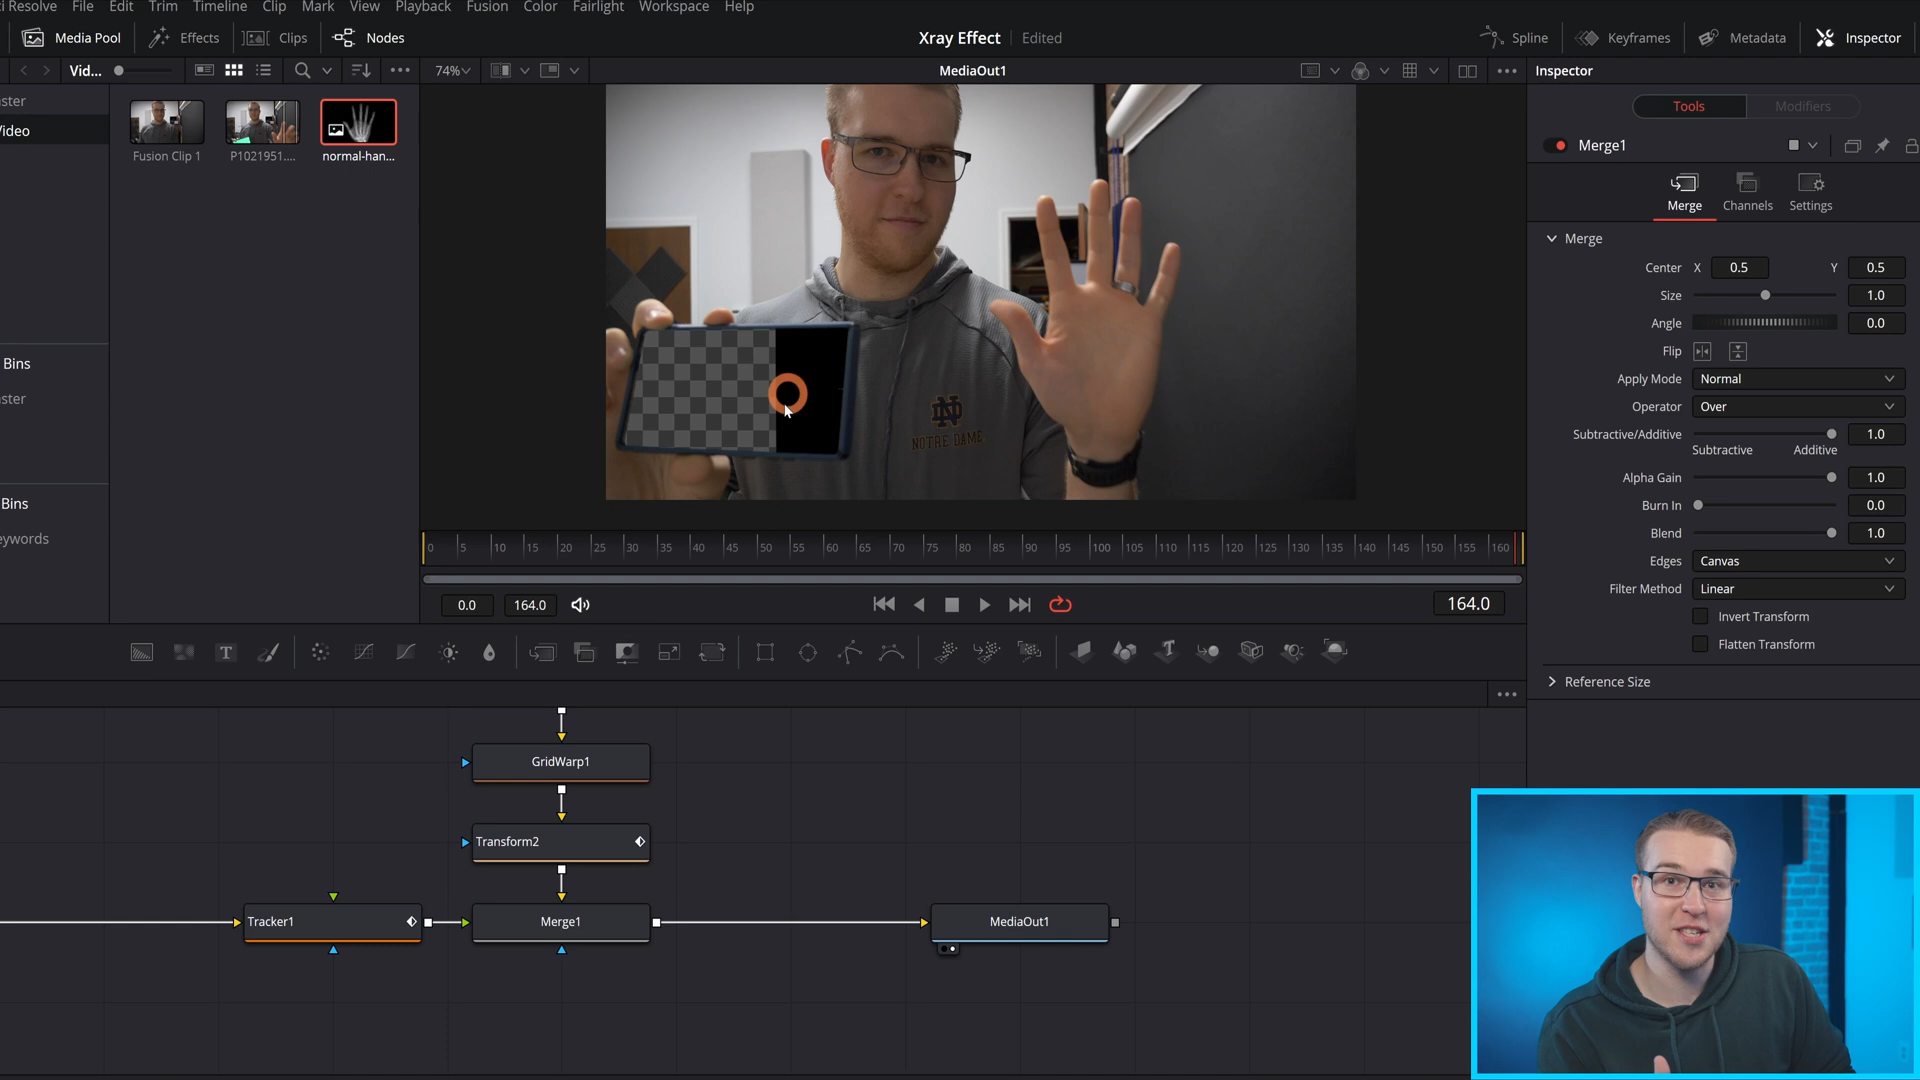 ci Resolve File Edit Trim Timeline Clip Mark View Playback Fusion Color Fairlight Workspace Help
Media Pool Effects Clips Nodes Xray Effect Edited Spline Keyframes Metadata Inspector
Vid... 74% MediaOut1 Inspector
aster
Video
Fusion Clip 1 P1021951.... normal-han...
Bins
aster
Bins
eywords
NOTRE DAME
0 5 10 15 20 25 30 35 40 45 50 55 60 65 70 75 80 85 90 95 100 105 110 115 120 125 130 135 140 145 150 155 160
0.0 164.0 164.0
Tools Modifiers
Merge1
Merge Channels Settings
Merge
Center X 0.5 Y 0.5
Size 1.0
Angle 0.0
Flip
Apply Mode Normal
Operator Over
Subtractive/Additive 1.0
Subtractive Additive
Alpha Gain 1.0
Burn In 0.0
Blend 1.0
Edges Canvas
Filter Method Linear
Invert Transform
Flatten Transform
Reference Size
GridWarp1
Transform2
Tracker1 Merge1 MediaOut1